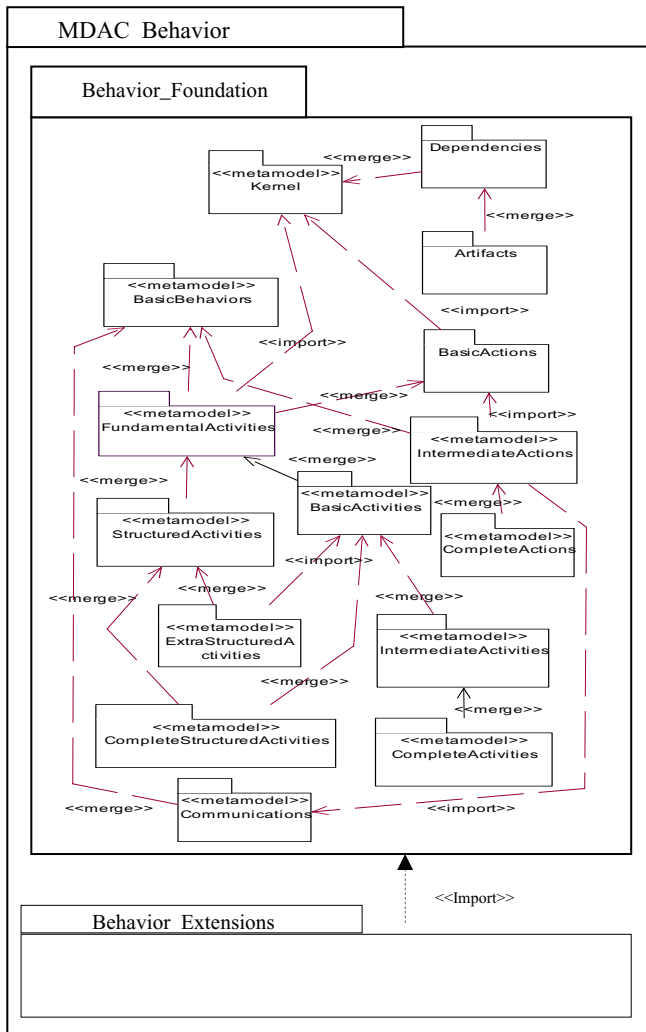 MDAC Behavior
Behavior_Foundation
Dependencies
<<merge>>
<<metamodel>>
Kernel
<<merge>>
Artifacts
<<metamodel>>
BasicBehaviors
<<import>>
<<import>>
BasicActions
<<merge>>
<<merge>>
<<metamodel>>
FundamentalActivities
<<import>>
<<merge>>
<<metamodel>>
IntermediateActions
<<merge>>
<<merge>>
<<metamodel>>
BasicActivities
<<merge>>
<<metamodel>>
StructuredActivities
<<metamodel>>
CompleteActions
<<import>>
<<merge>>
<<merge>>
<<metamodel>>
ExtraStructuredA
ctivities
<<merge>>
<<metamodel>>
IntermediateActivities
<<merge>>
<<metamodel>>
CompleteStructuredActivities
<<merge>>
<<metamodel>>
CompleteActivities
<<metamodel>>
Communications
<<merge>>
<<import>>
<<Import>>
Behavior Extensions